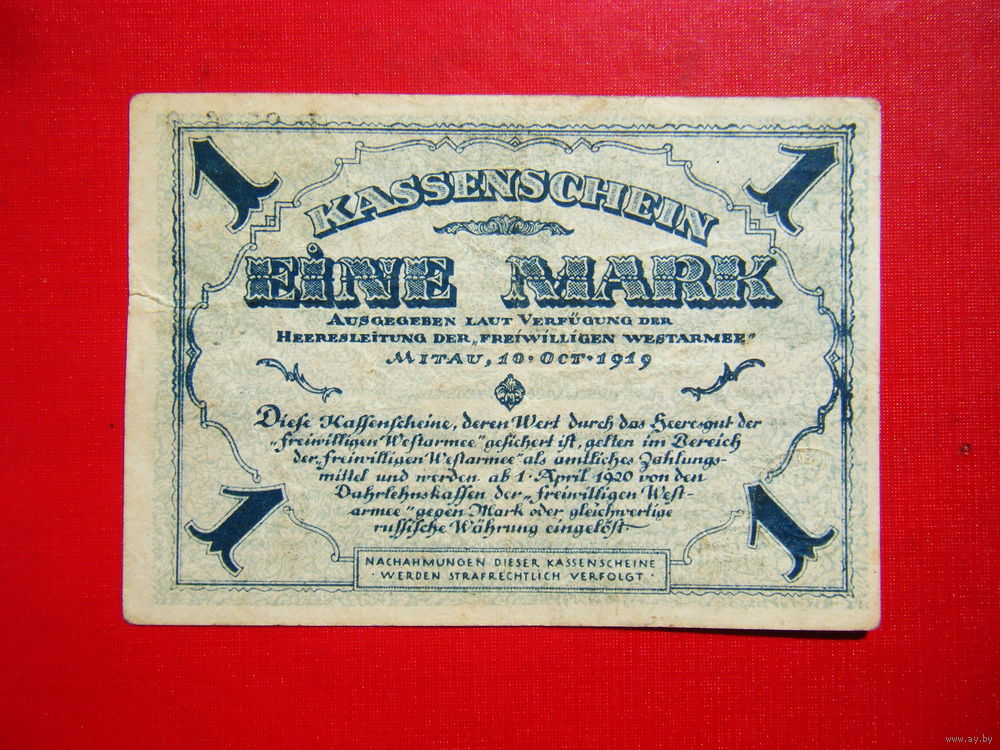 1 1
KASSENSCHEIN
EINE MARK
AUSGEGEBEN LAUT VERFÜGUNG DER
HEERESLEITUNG DER „FREIWILLIGEN WESTARMEE"
MITAU, 10·OCT·1919
Diese Kassenscheine, deren Wert durch das Heeresgut der
„freiwilligen Westarmee" gesichert ist, gelten im Bereich
der „freiwilligen Westarmee" als amtliches Zahlungs-
mittel und werden ab 1·April 1920 von den
Dahrlehnskassen der „freiwilligen West-
armee" gegen Mark oder gleichwertige
russische Währung eingelöst
1 1
NACHAHMUNGEN DIESER KASSENSCHEINE
·WERDEN STRAFRECHTLICH VERFOLGT·
www.ay.by